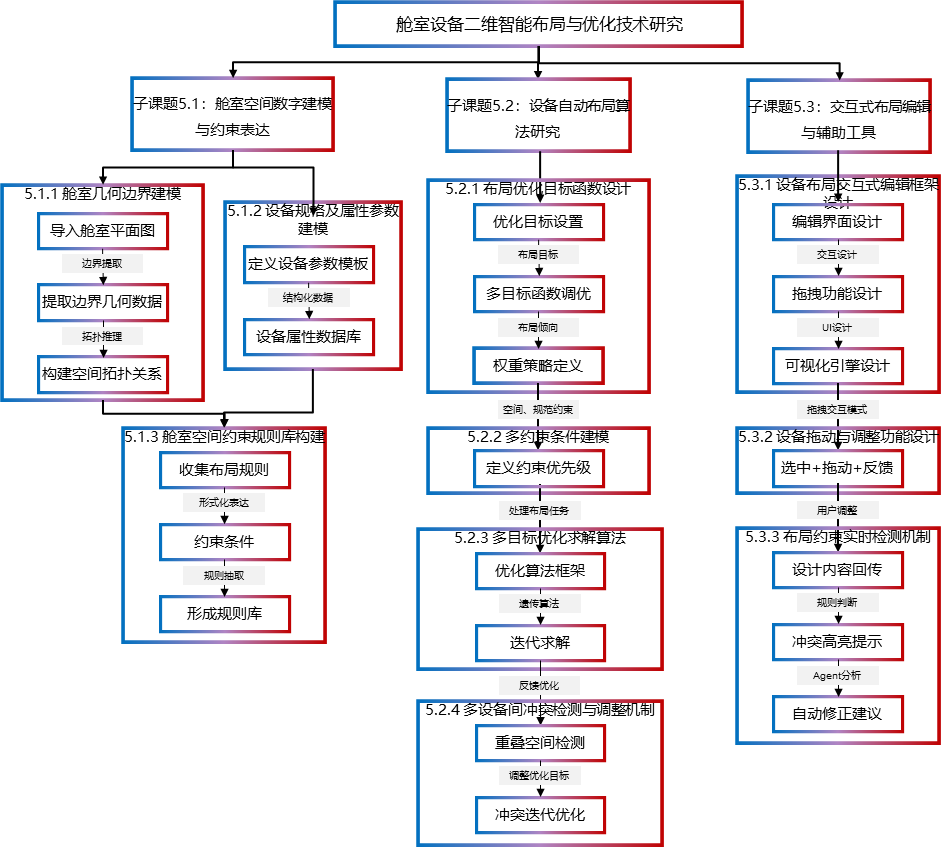 舱室设备二维智能布局与优化技术研究
子课题5.1：舱室空间数字建模
与约束表达
5.1.1 舱室几何边界建模
导入舱室平面图
边界提取
提取边界几何数据
拓扑推理
构建空间拓扑关系
5.1.2 设备规格及属性参数
建模
定义设备参数模板
结构化数据
设备属性数据库
5.1.3 舱室空间约束规则库构建
收集布局规则
形式化表达
约束条件
规则抽取
形成规则库
子课题5.2：设备自动布局算
法研究
5.2.1 布局优化目标函数设计
优化目标设置
布局目标
多目标函数调优
布局倾向
权重策略定义
空间、规范约束
5.2.2 多约束条件建模
定义约束优先级
处理布局任务
5.2.3 多目标优化求解算法
优化算法框架
遗传算法
迭代求解
反馈优化
5.2.4 多设备间冲突检测与调整机制
重叠空间检测
调整优化目标
冲突迭代优化
子课题5.3：交互式布局编辑
与辅助工具
5.3.1 设备布局交互式编辑框架
设计
编辑界面设计
交互设计
拖拽功能设计
UI设计
可视化引擎设计
拖拽交互模式
5.3.2 设备拖动与调整功能设计
选中+拖动+反馈
用户调整
5.3.3 布局约束实时检测机制
设计内容回传
规则判断
冲突高亮提示
Agent分析
自动修正建议